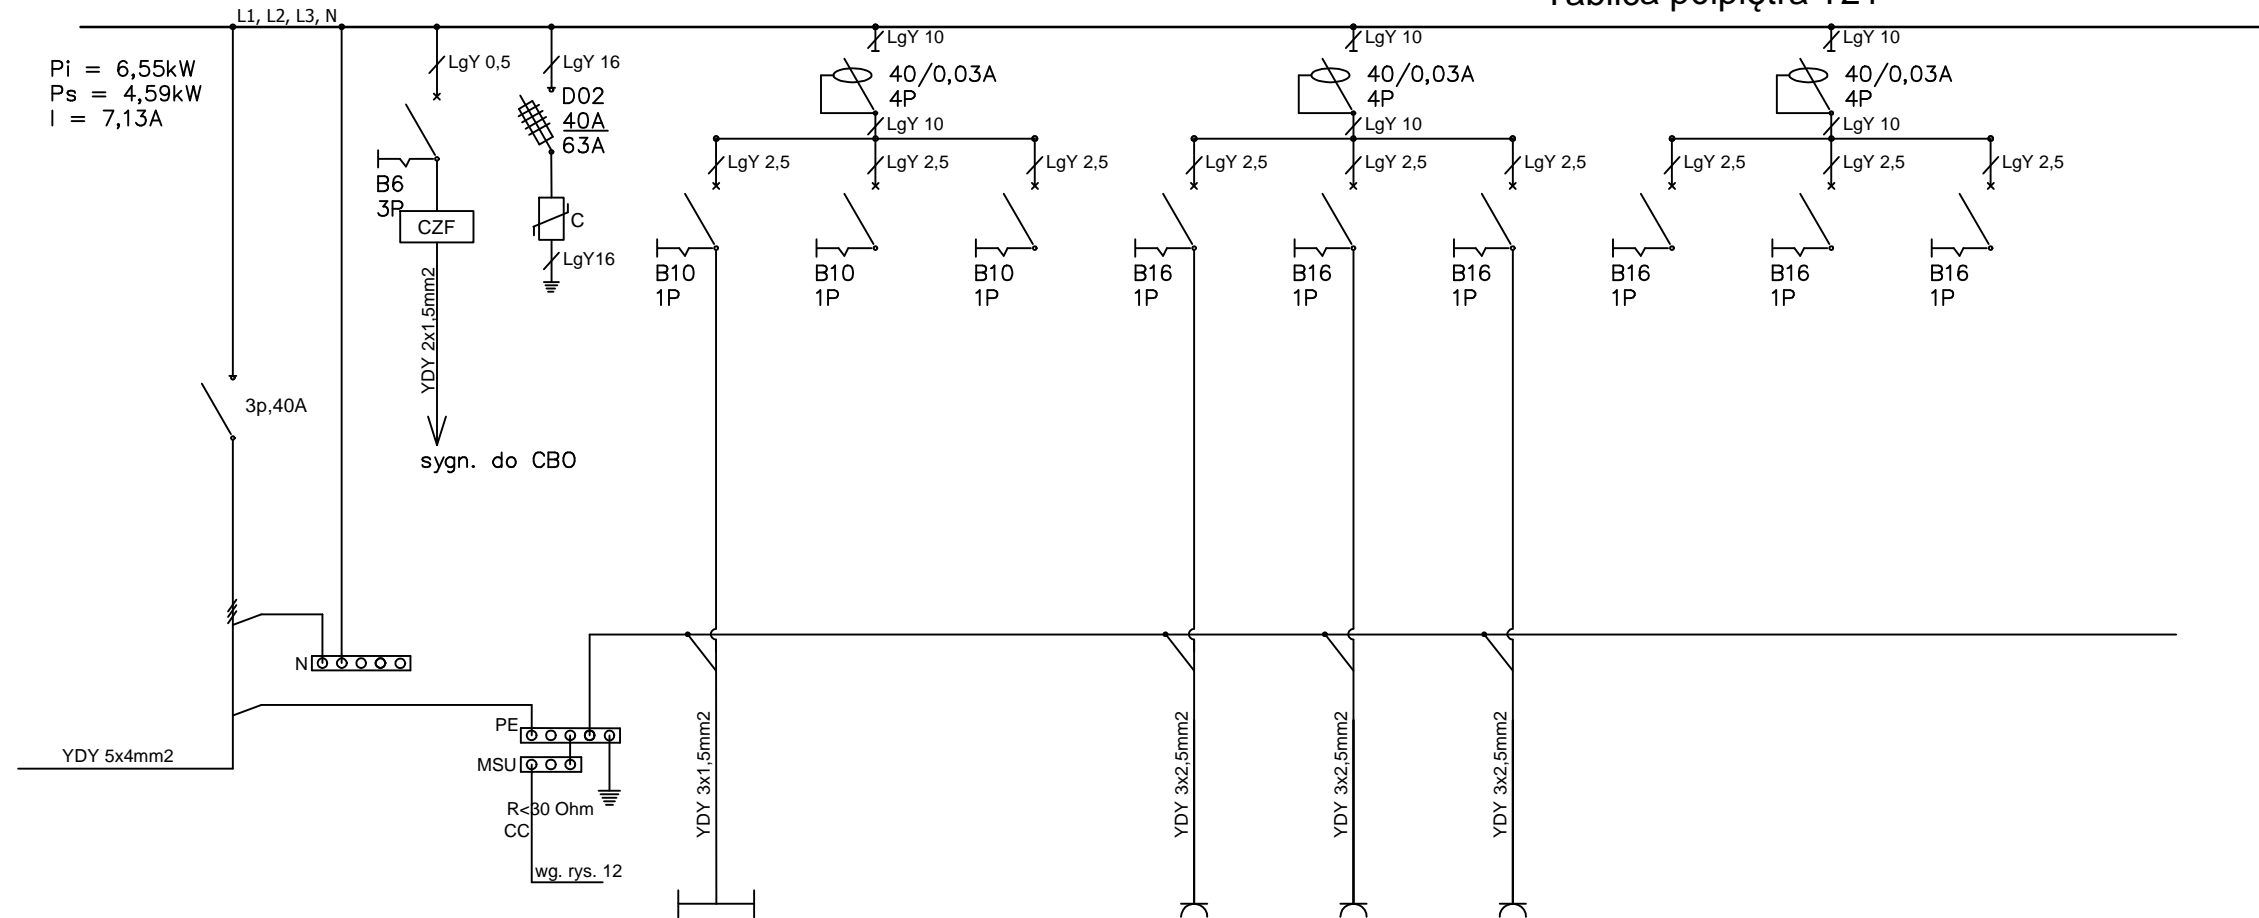 L1, L2, L3, N
Pi = 6,55kW
Ps = 4,59kW
I = 7,13A
LgY 0,5
B6
3P
CZF
YDY 2x1,5mm2
sygn. do CBO
LgY 16
D02
40A
63A
C
LgY16
3p,40A
LgY 10
40/0,03A
4P
LgY 10
LgY 2,5
LgY 2,5
LgY 2,5
B10
1P
B10
1P
B10
1P
LgY 10
40/0,03A
4P
LgY 10
LgY 2,5
LgY 2,5
LgY 2,5
B16
1P
B16
1P
B16
1P
LgY 10
40/0,03A
4P
LgY 10
LgY 2,5
LgY 2,5
LgY 2,5
B16
1P
B16
1P
B16
1P
N
PE
MSU
YDY 5x4mm2
R<30 Ohm
CC
wg. rys. 12
YDY 3x1,5mm2
YDY 3x2,5mm2
YDY 3x2,5mm2
YDY 3x2,5mm2